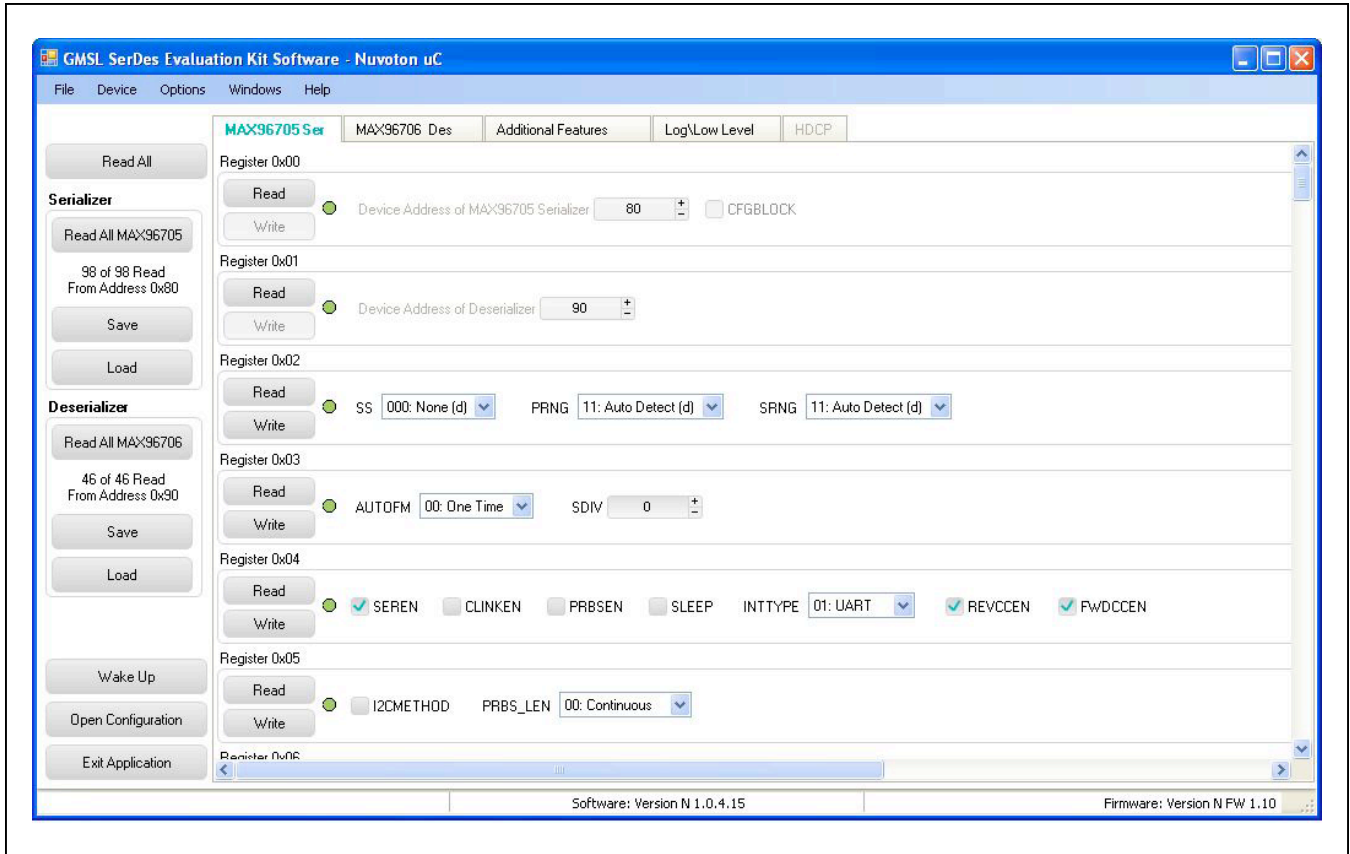 GMSL SerDes Evaluation Kit Software - Nuvoton uC
File Device Options Windows Help
MAX96705 Ser MAX96706 Des Additional Features Log\Low Level HDCP
Read All
Serializer
Read All MAX96705
98 of 98 Read
From Address 0x80
Save
Load
Deserializer
Read All MAX96706
46 of 46 Read
From Address 0x90
Save
Load
Wake Up
Open Configuration
Exit Application
Register 0x00
Read
Write
Device Address of MAX96705 Serializer 80 CFGBLOCK
Register 0x01
Read
Write
Device Address of Deserializer 90
Register 0x02
Read
Write
SS 000: None (d) PRNG 11: Auto Detect (d) SRNG 11: Auto Detect (d)
Register 0x03
Read
Write
AUTOFM 00: One Time SDIV 0
Register 0x04
Read
Write
SEREN CLINKEN PRBSEN SLEEP INTTYPE 01: UART REVCCEN FWDCCEN
Register 0x05
Read
Write
I2CMETHOD PRBS_LEN 00: Continuous
Register 0x06
Software: Version N 1.0.4.15 Firmware: Version N FW 1.10